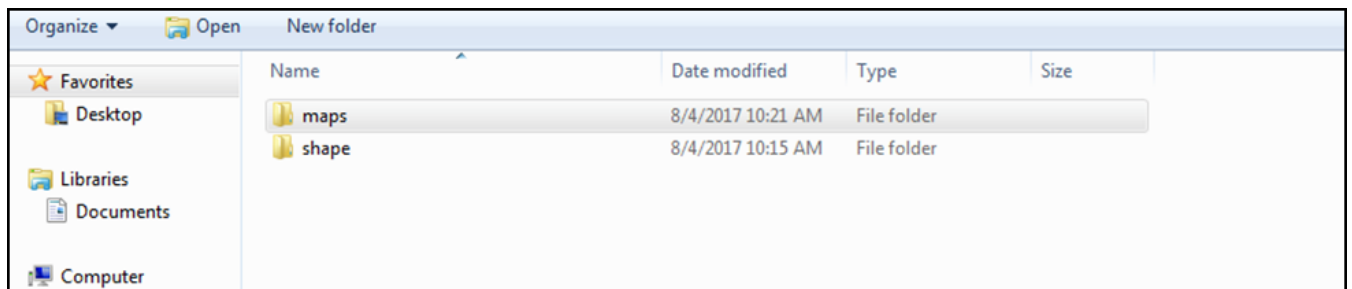 Organize Open New folder
Favorites
Desktop
Libraries
Documents
Computer
Name Date modified Type Size
maps 8/4/2017 10:21 AM File folder
shape 8/4/2017 10:15 AM File folder